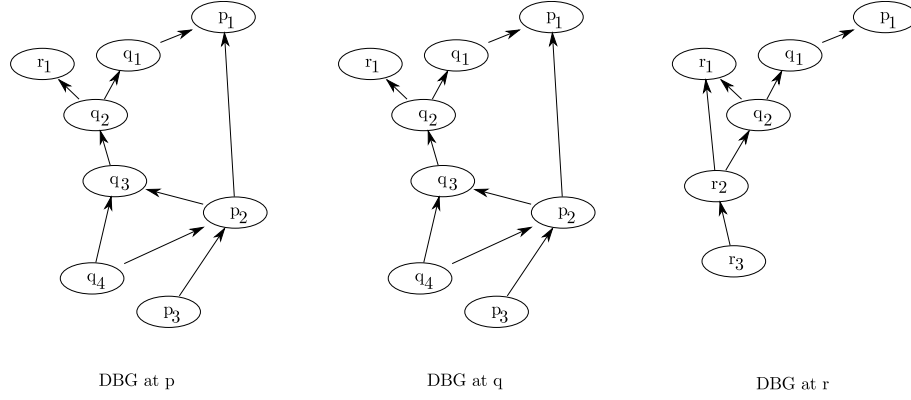 p1
q1
r1
q2
q3
p2
q4
p3
DBG at p
p1
q1
r1
q2
q3
p2
q4
p3
DBG at q
p1
q1
r1
q2
r2
r3
DBG at r